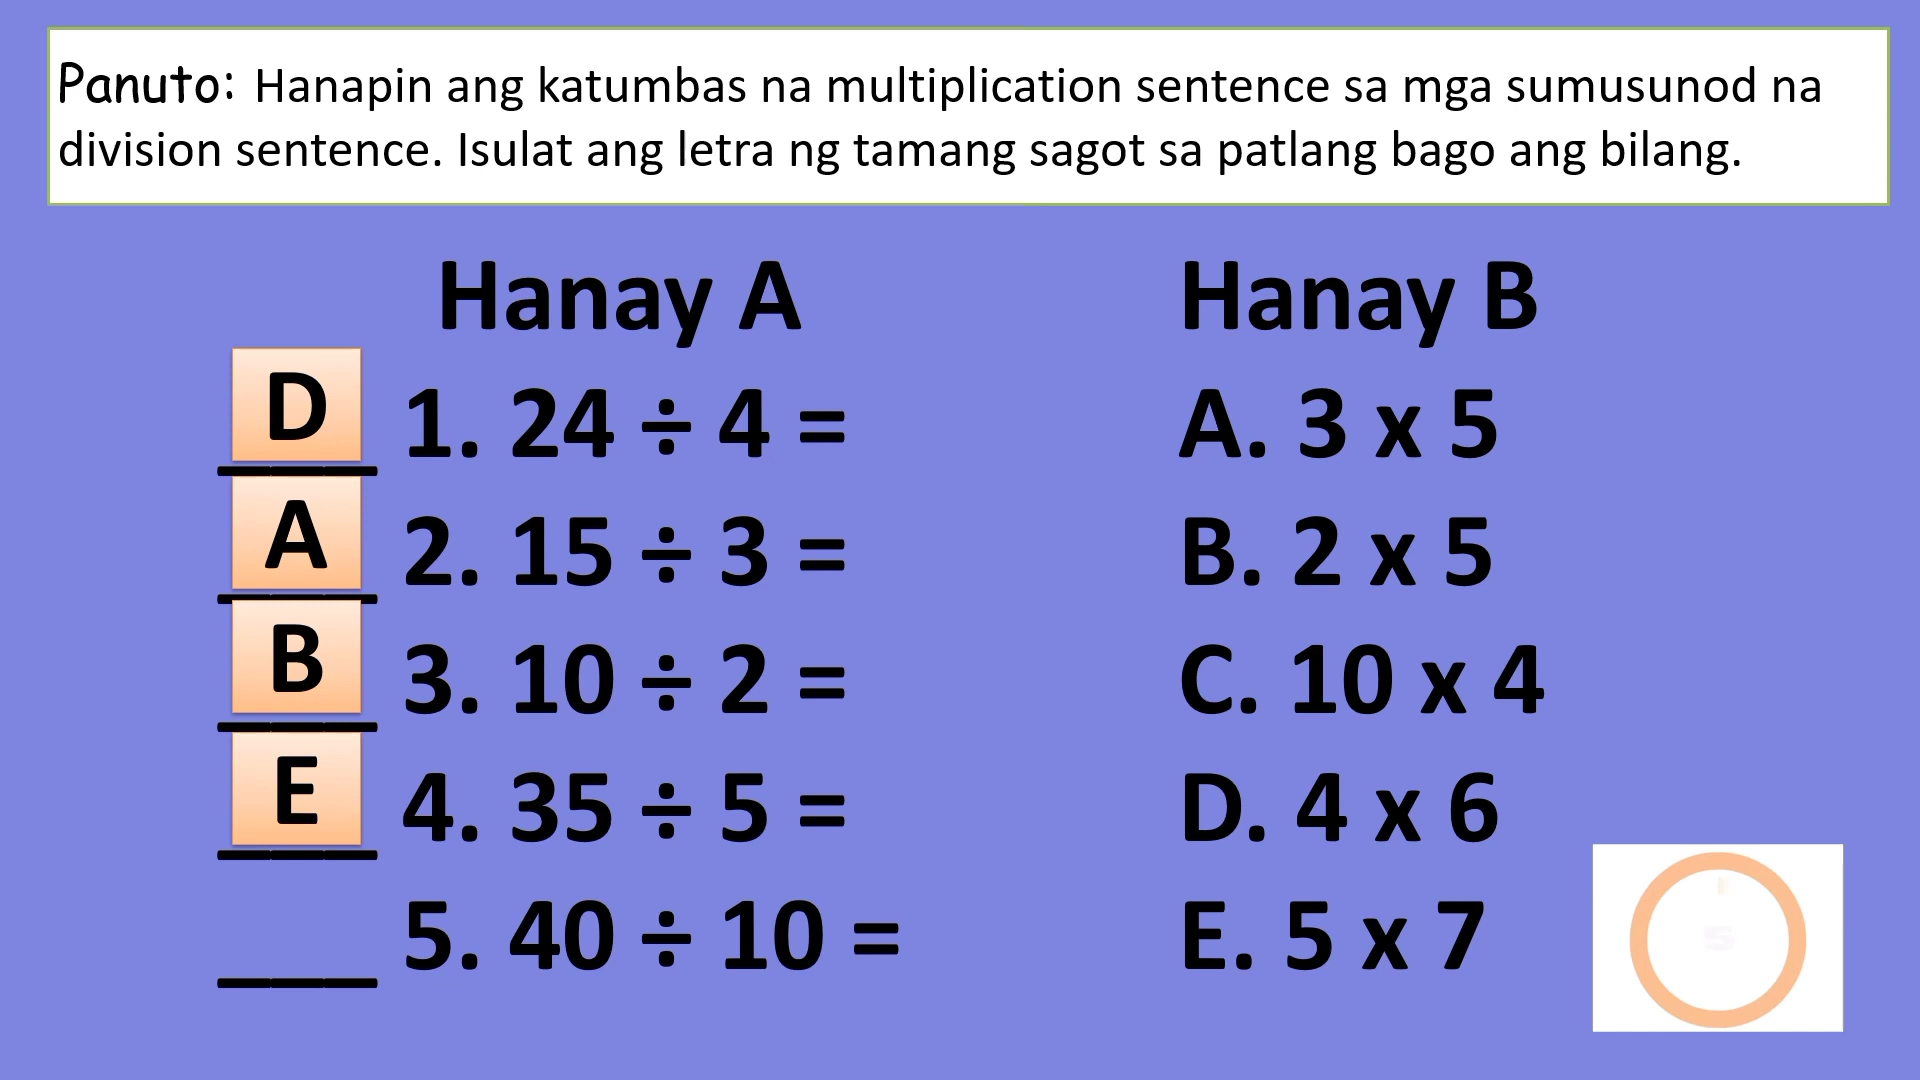 Panuto: Hanapin ang katumbas na multiplication sentence sa mga sumusunod na
division sentence. Isulat ang letra ng tamang sagot sa patlang bago ang bilang.
Hanay A
D 1. 24 ÷ 4 =
A 2. 15 ÷ 3 =
B 3. 10 ÷ 2 =
E 4. 35 ÷ 5 =
___ 5. 40 ÷ 10 =
Hanay B
A. 3 x 5
B. 2 x 5
C. 10 x 4
D. 4 x 6
E. 5 x 7